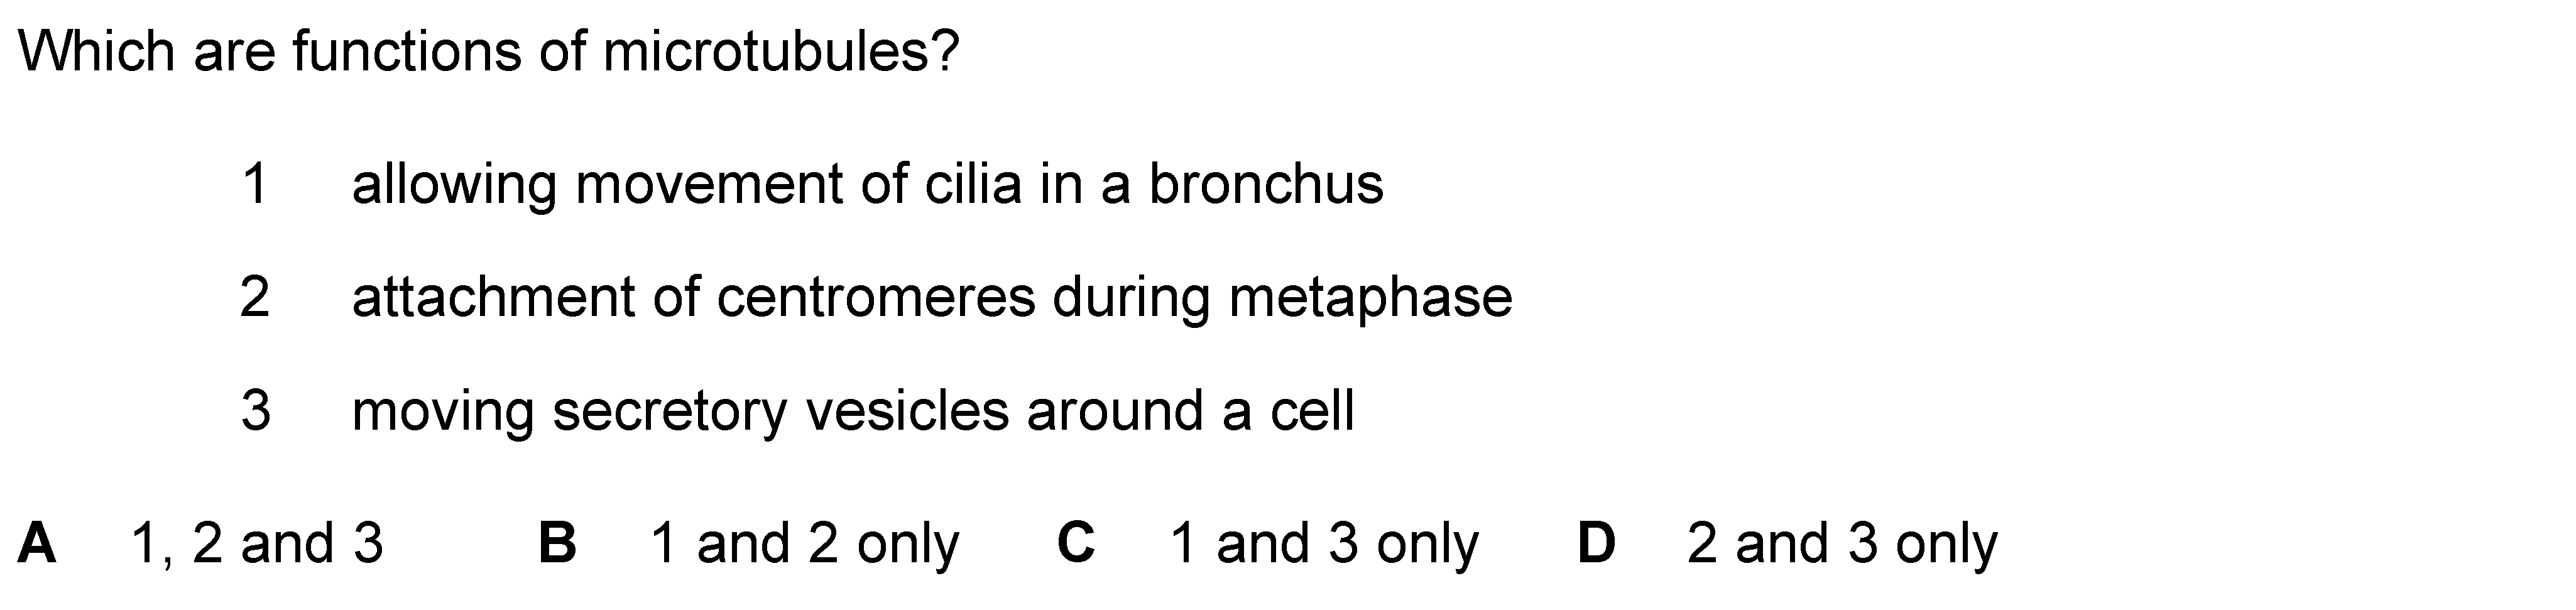 Which are functions of microtubules?
1 allowing movement of cilia in a bronchus
2 attachment of centromeres during metaphase
3 moving secretory vesicles around a cell
A 1, 2 and 3 B 1 and 2 only C 1 and 3 only D 2 and 3 only